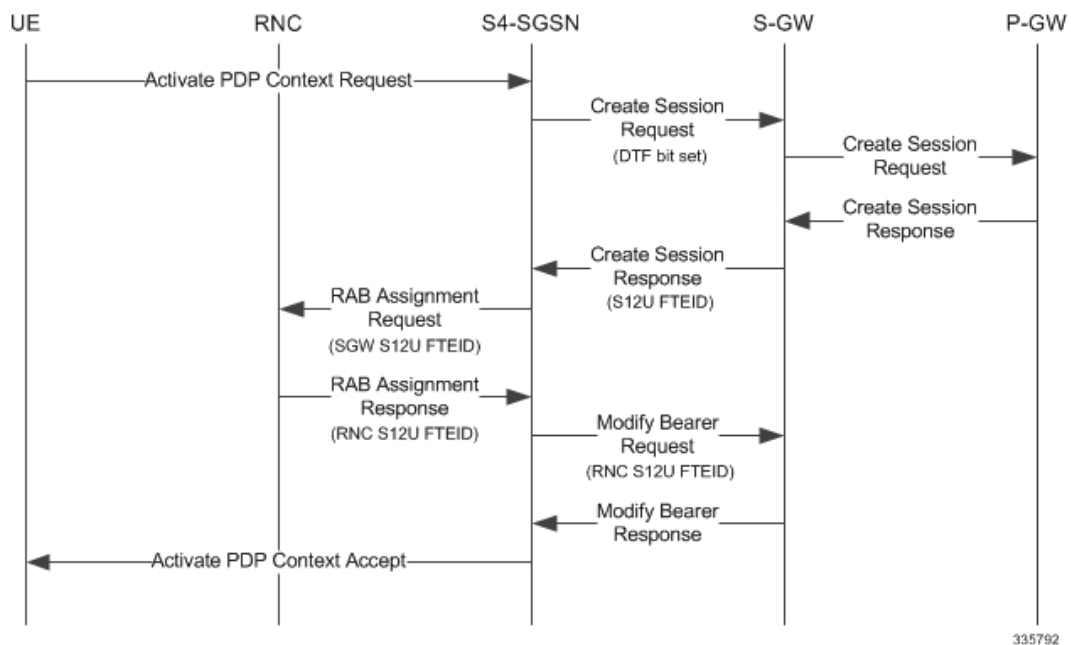 UE RNC S4-SGSN S-GW P-GW
Activate PDP Context Request
Create Session
Request
(DTF bit set)
Create Session
Request
Create Session
Response
Create Session
Response
(S12U FTEID)
RAB Assignment
Request
(SGW S12U FTEID)
RAB Assignment
Response
(RNC S12U FTEID)
Modify Bearer
Request
(RNC S12U FTEID)
Modify Bearer
Response
Activate PDP Context Accept
335792